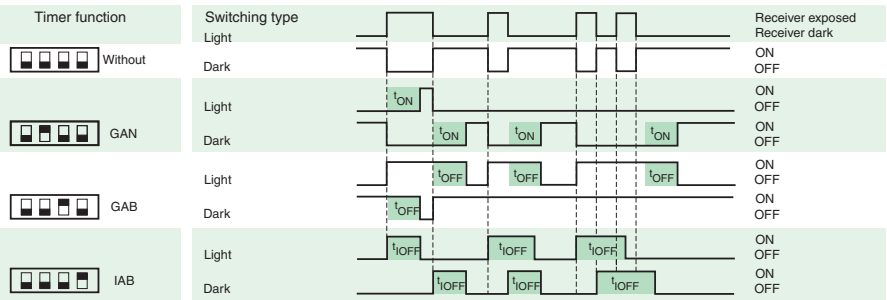 Timer function Switching type Receiver exposed
Light Receiver dark
Without ON
Dark OFF
Light tON ON
OFF
GAN Dark tON tON tON ON
OFF
Light tOFF tOFF tOFF ON
OFF
GAB Dark tOFF ON
OFF
Light tIOFF tIOFF tIOFF ON
OFF
IAB Dark tIOFF tIOFF tIOFF ON
OFF